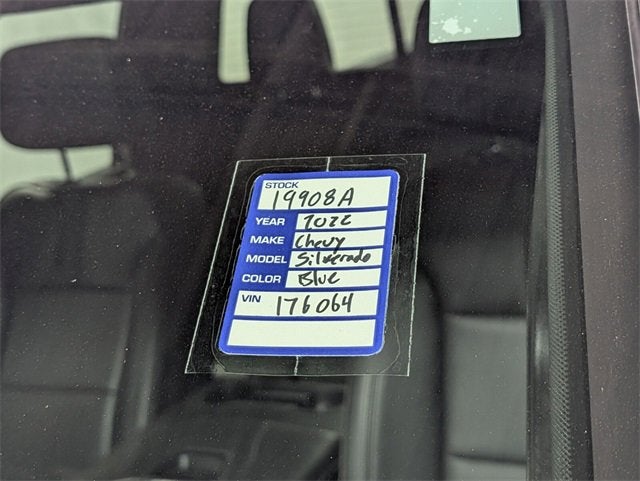 STOCK
19908A
YEAR 2022
MAKE Chevy
MODEL Silverado
COLOR Blue
VIN 176064